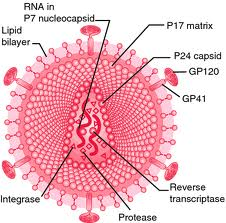 RNA in
P7 nucleocapsid
Lipid
bilayer
P17 matrix
P24 capsid
GP120
GP41
Integrase
Reverse
transcriptase
Protease